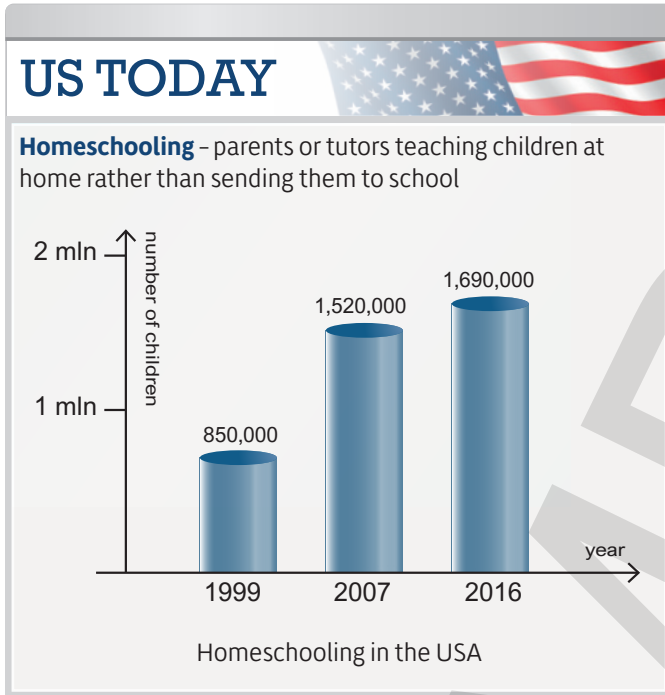 US TODAY
Homeschooling – parents or tutors teaching children at
home rather than sending them to school
2 mln
number of children
1,690,000
1,520,000
1 mln
850,000
year
1999 2007 2016
Homeschooling in the USA